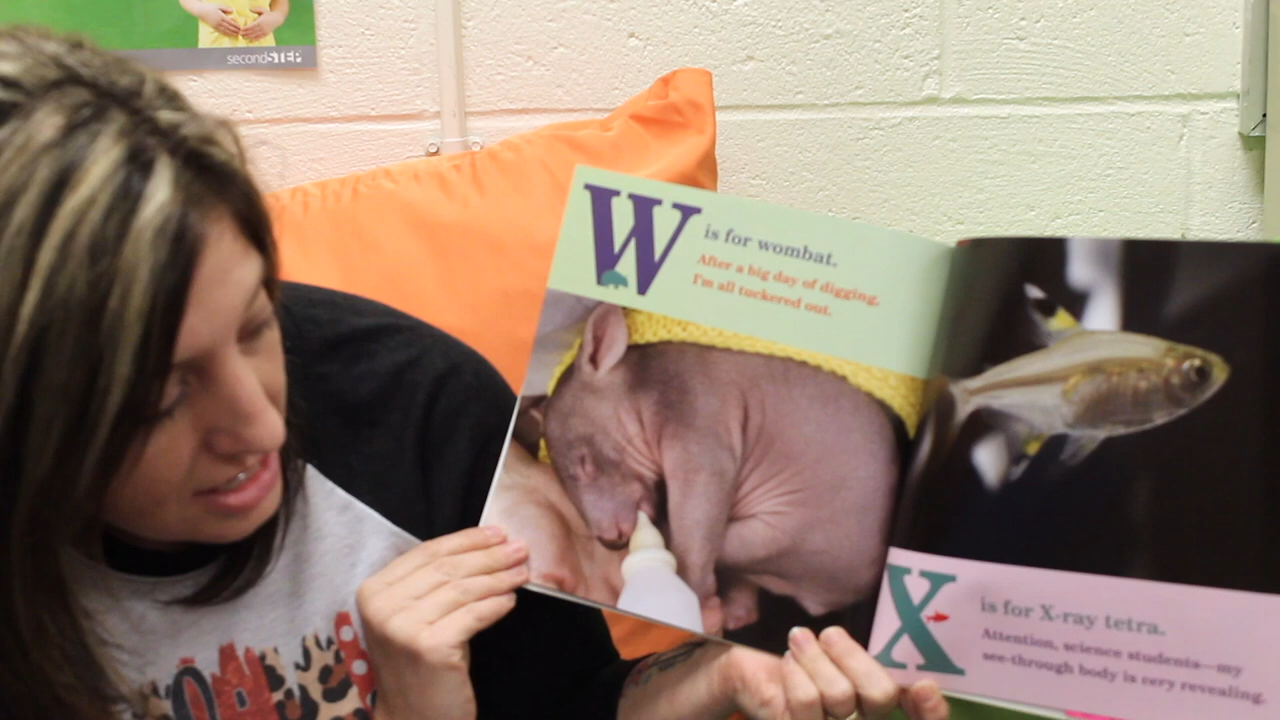 secondSTEP
W is for wombat.
After a big day of digging,
I'm all tuckered out.
X is for X-ray tetra.
Attention, science students—my
see-through body is very revealing.